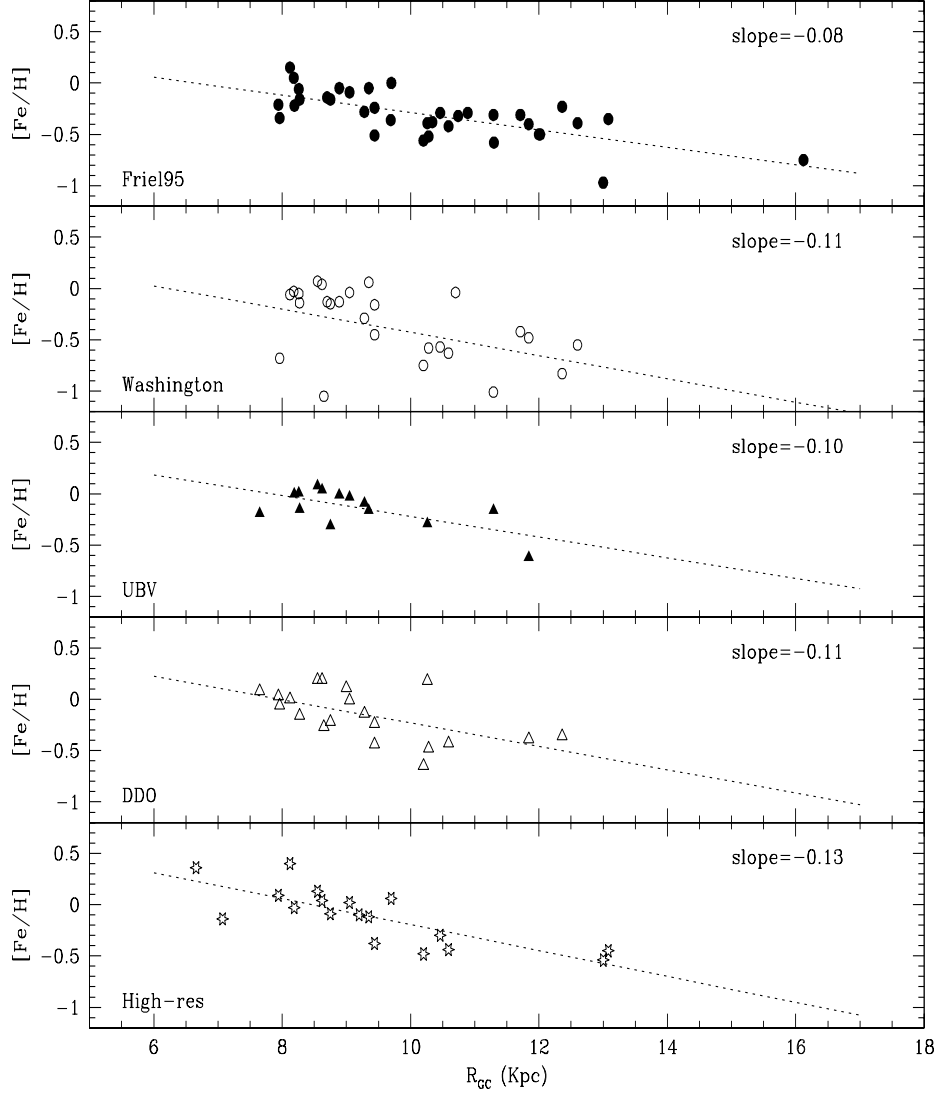 slope=−0.08
0.5
0
−0.5
−1
[Fe/H]
Friel95
slope=−0.11
0.5
0
−0.5
−1
[Fe/H]
Washington
slope=−0.10
0.5
0
−0.5
−1
[Fe/H]
UBV
slope=−0.11
0.5
0
−0.5
−1
[Fe/H]
DDO
slope=−0.13
0.5
0
−0.5
−1
[Fe/H]
High−res
6 8 10 12 14 16 18
R_GC (Kpc)